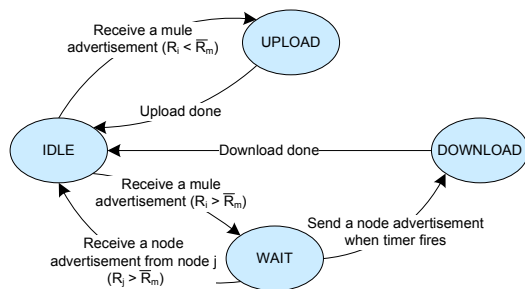 Receive a mule
advertisement (Ri < R̅m)
UPLOAD
Upload done
IDLE
Download done
DOWNLOAD
Receive a mule
advertisement (Ri > R̅m)
Receive a node
advertisement from node j
(Rj > R̅m)
WAIT
Send a node advertisement
when timer fires